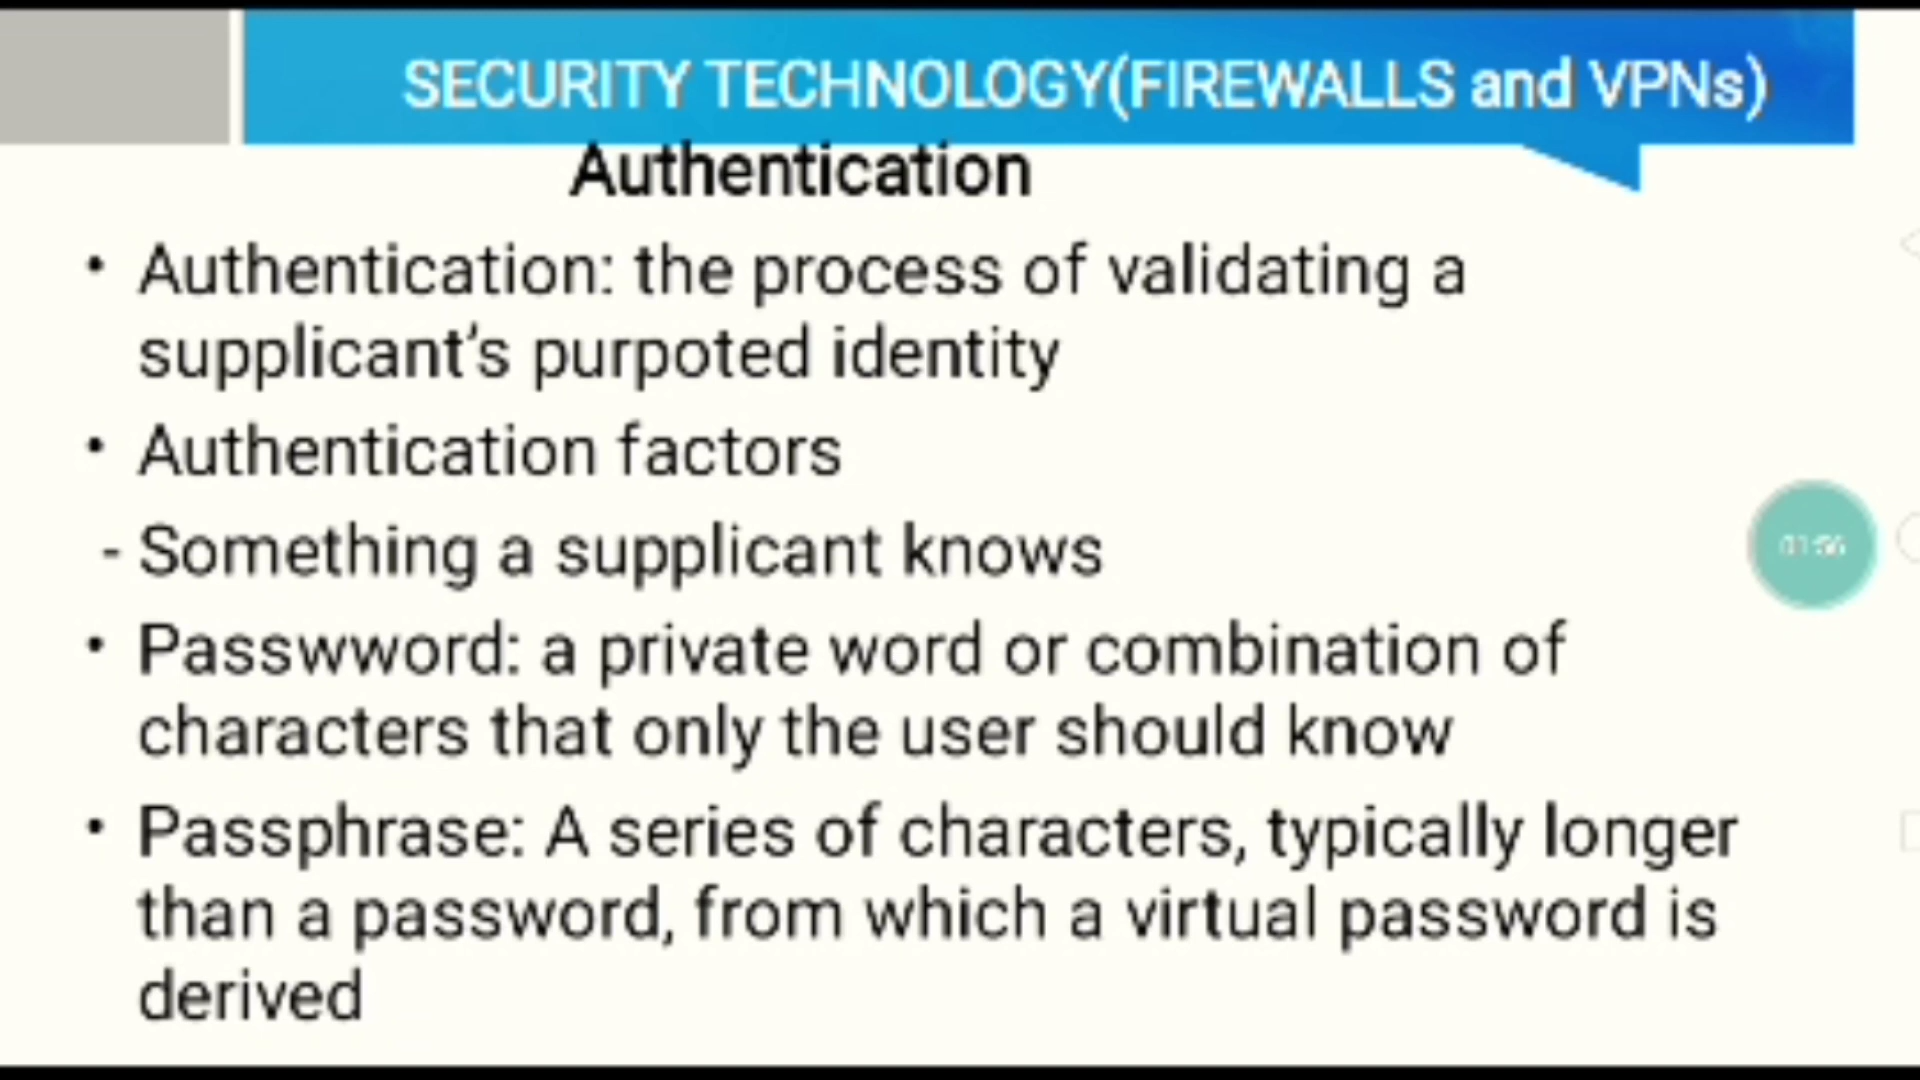 SECURITY TECHNOLOGY(FIREWALLS and VPNs)
Authentication
• Authentication: the process of validating a
supplicant's purpoted identity
• Authentication factors
- Something a supplicant knows
• Passwword: a private word or combination of
characters that only the user should know
• Passphrase: A series of characters, typically longer
than a password, from which a virtual password is
derived
01:56